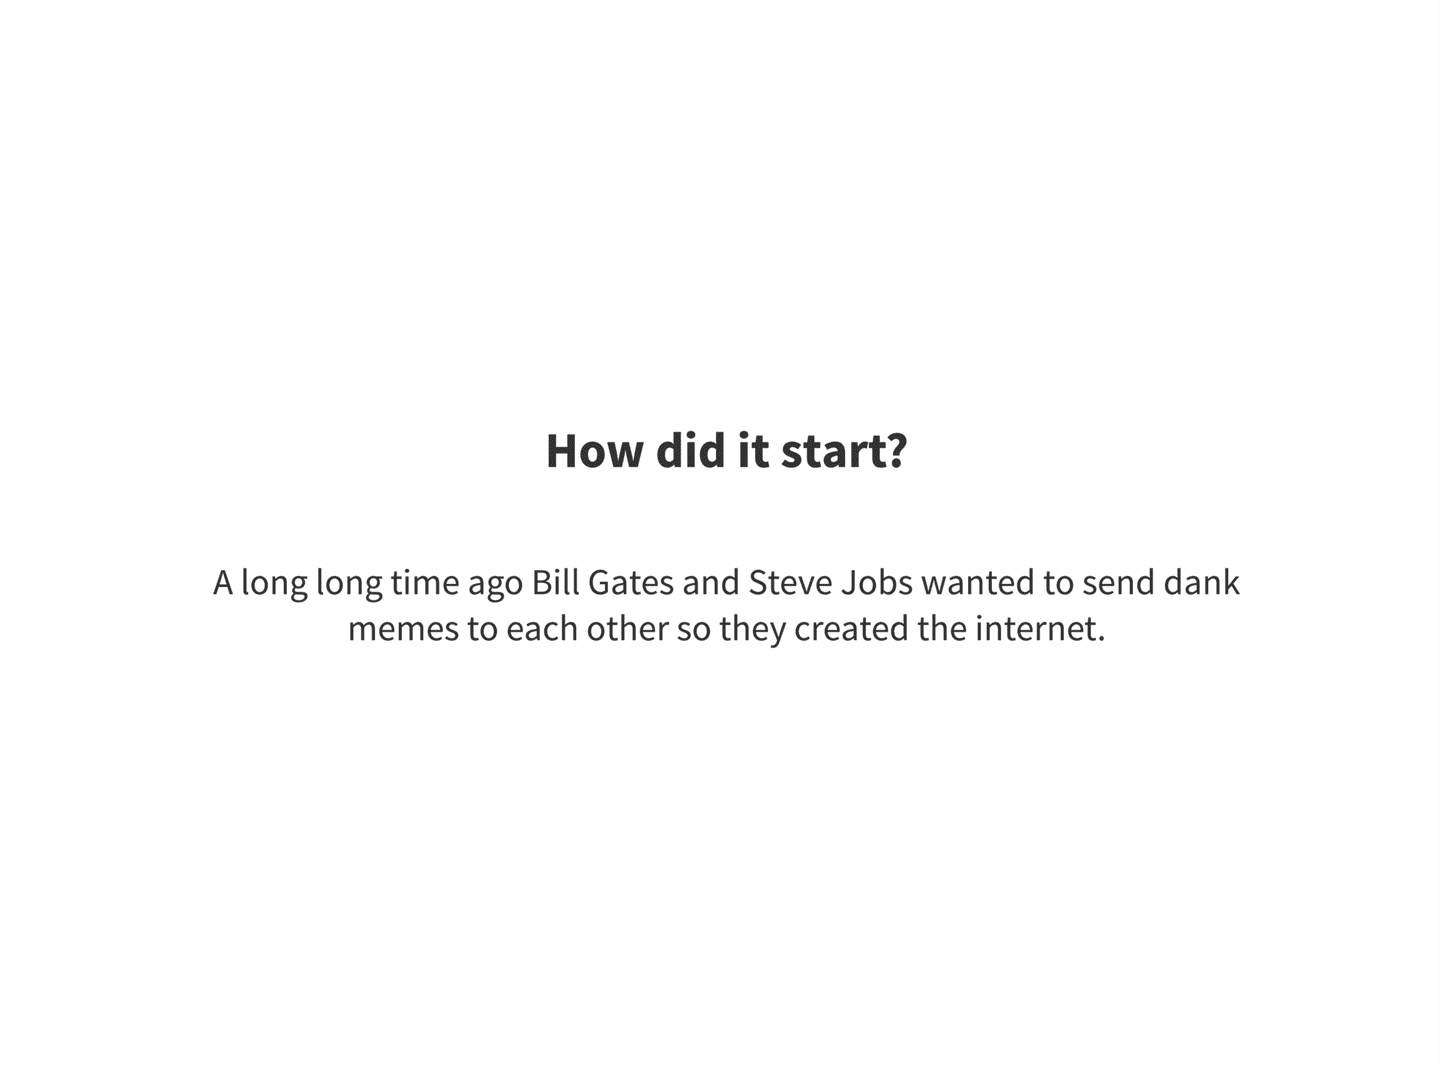 How did it start?
A long long time ago Bill Gates and Steve Jobs wanted to send dank
memes to each other so they created the internet.